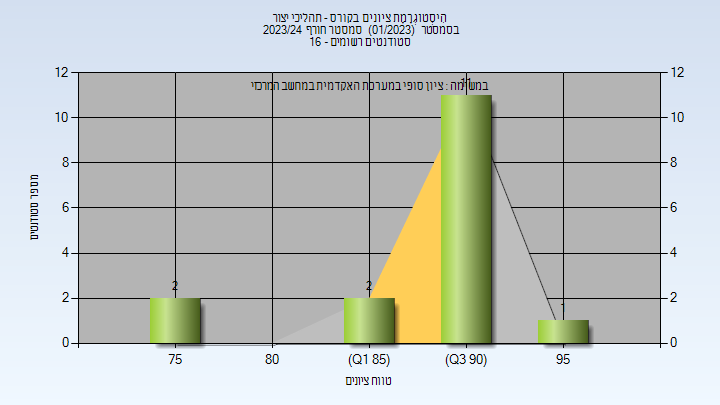 היסטוגרמת ציונים בקורס - תהליכי יצור
בסמסטר (01/2023) סמסטר חורף 2023/24
סטודנטים רשומים - 16
במשימה : ציון סופי במערכת האקדמית במחשב המרכזי
12
10
8
6
4
2
0
12
10
8
6
4
2
0
מספר סטודנטים
2
2
11
1
75
80
(Q1 85)
(Q3 90)
95
טווח ציונים